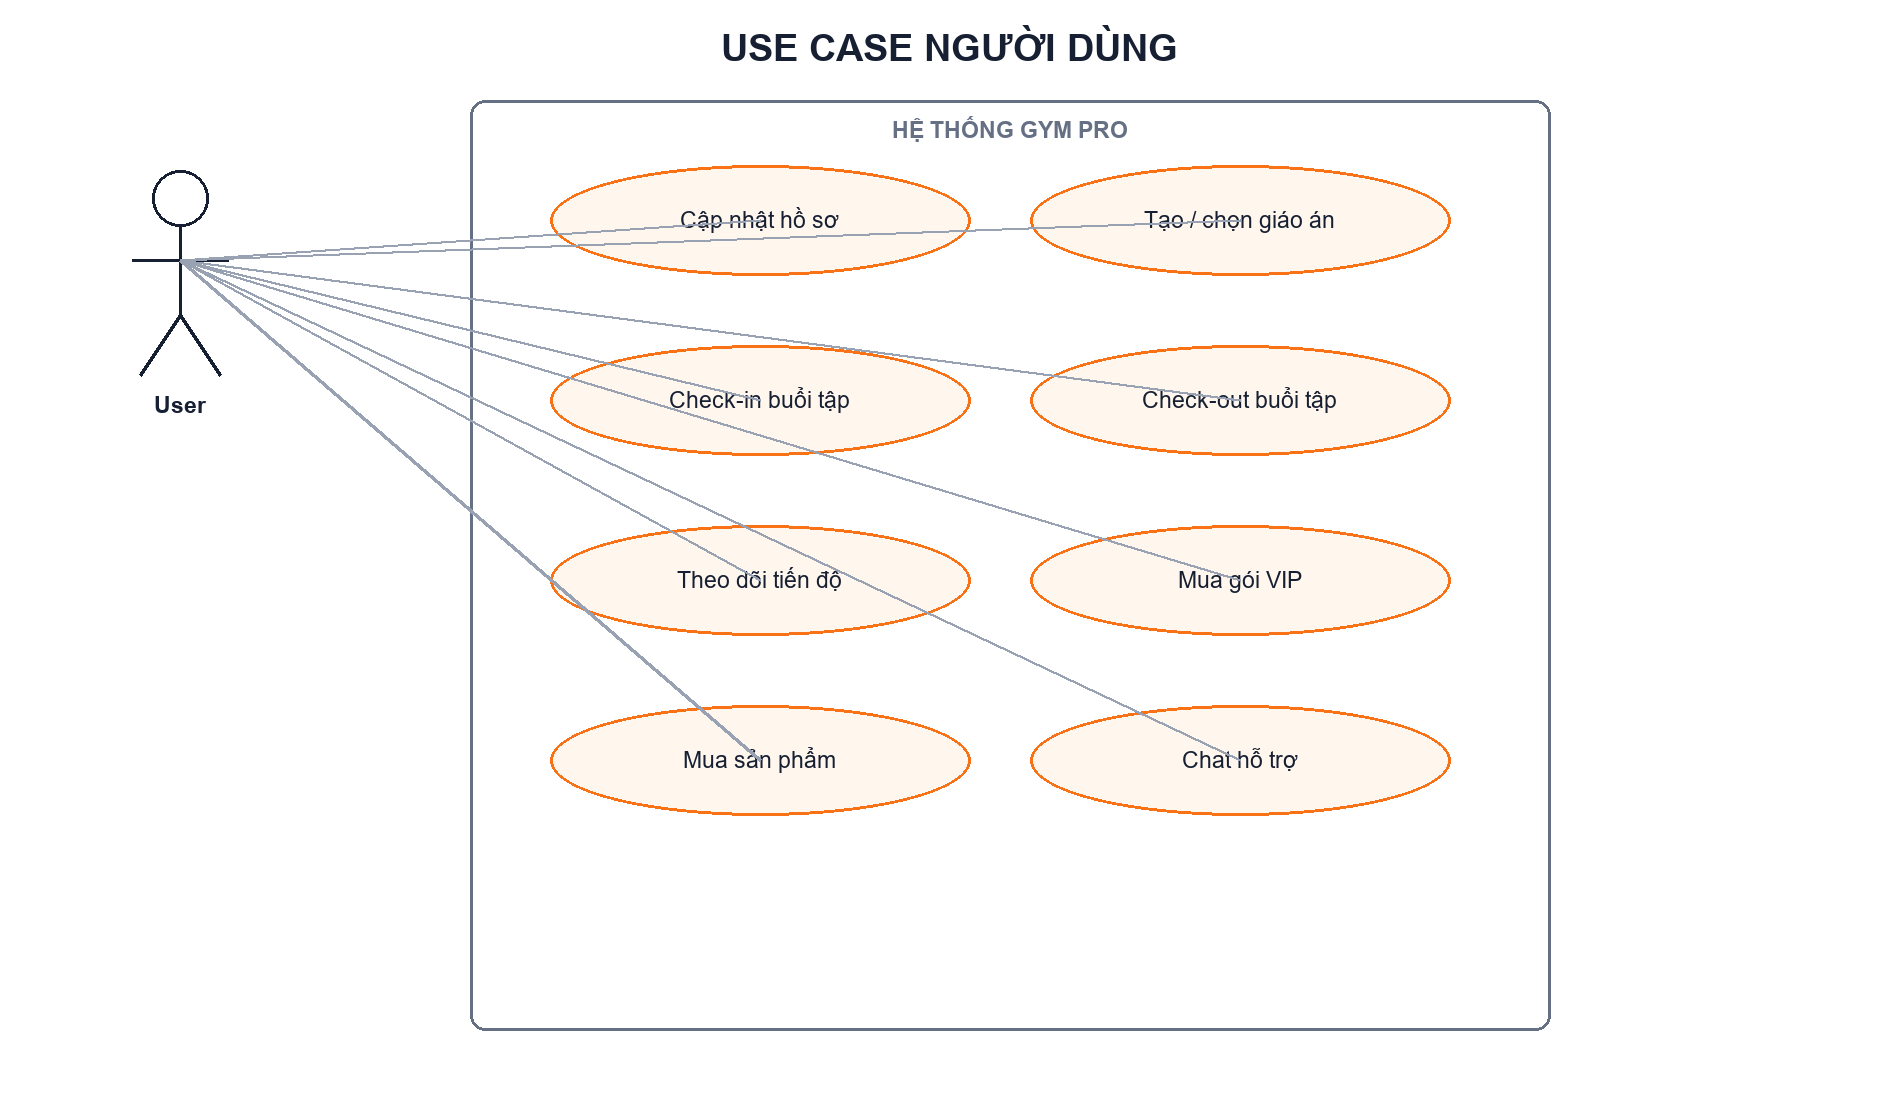 USE CASE NGƯỜI DÙNG
HỆ THỐNG GYM PRO
Cập nhật hồ sơ
Tạo / chọn giáo án
User
Check-in buổi tập
Check-out buổi tập
Theo dõi tiến độ
Mua gói VIP
Mua sản phẩm
Chat hỗ trợ